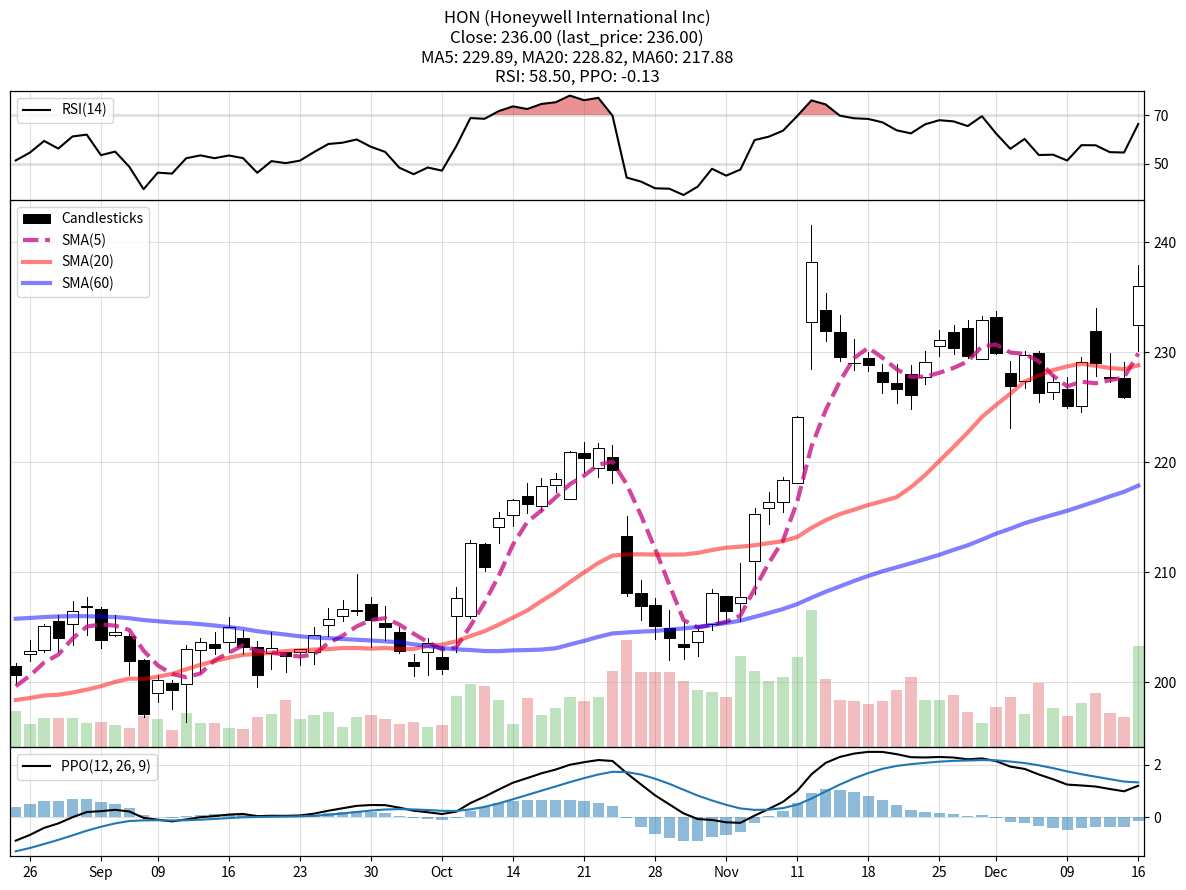 HON (Honeywell International Inc)
Close: 236.00 (last_price: 236.00)
MA5: 229.89, MA20: 228.82, MA60: 217.88
RSI: 58.50, PPO: -0.13
RSI(14)
70
50
Candlesticks
SMA(5)
SMA(20)
SMA(60)
240
230
220
210
200
PPO(12, 26, 9)
2
0
26 Sep 09 16 23 30 Oct 14 21 28 Nov 11 18 25 Dec 09 16